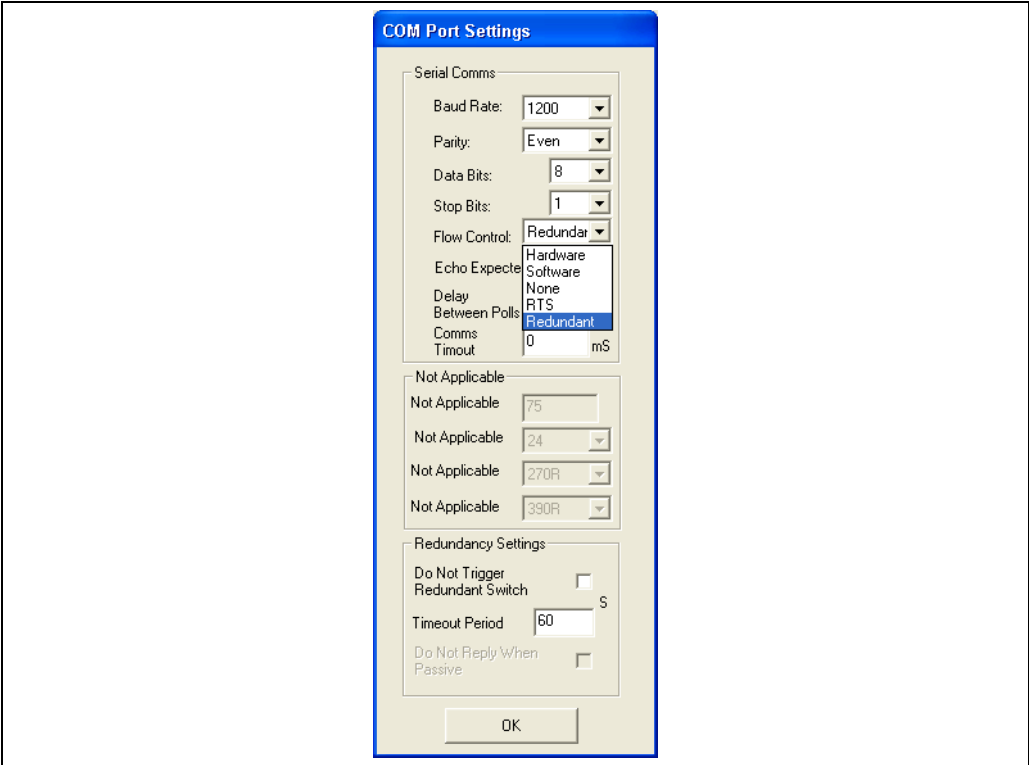 COM Port Settings
Serial Comms
Baud Rate: 1200
Parity: Even
Data Bits: 8
Stop Bits: 1
Flow Control: Redundar
Hardware
Software
None
RTS
Redundant
Echo Expecte
Delay
Between Polls
Comms
Timout
0 mS
Not Applicable
Not Applicable 75
Not Applicable 24
Not Applicable 270R
Not Applicable 390R
Redundancy Settings
Do Not Trigger
Redundant Switch
S
Timeout Period 60
Do Not Reply When
Passive
OK